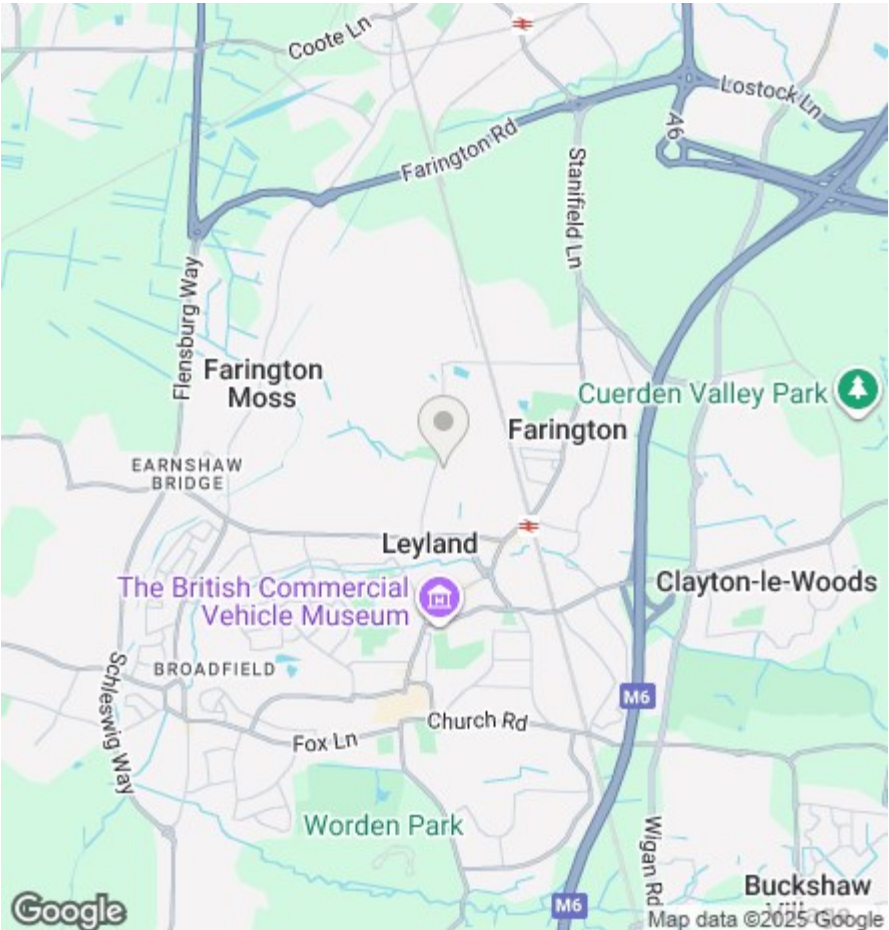 Coote Ln
Lostock Ln
A6
Farington Rd
Stanifield Ln
Flensburg Way
Farington
Moss
Cuerden Valley Park
Farington
EARNSHAW
BRIDGE
Leyland
The British Commercial
Vehicle Museum
Clayton-le-Woods
BROADFIELD
Schleswig Way
M6
Church Rd
Fox Ln
Worden Park
Wigan Rd
Buckshaw
Village
M6
Google
Map data ©2025 Google